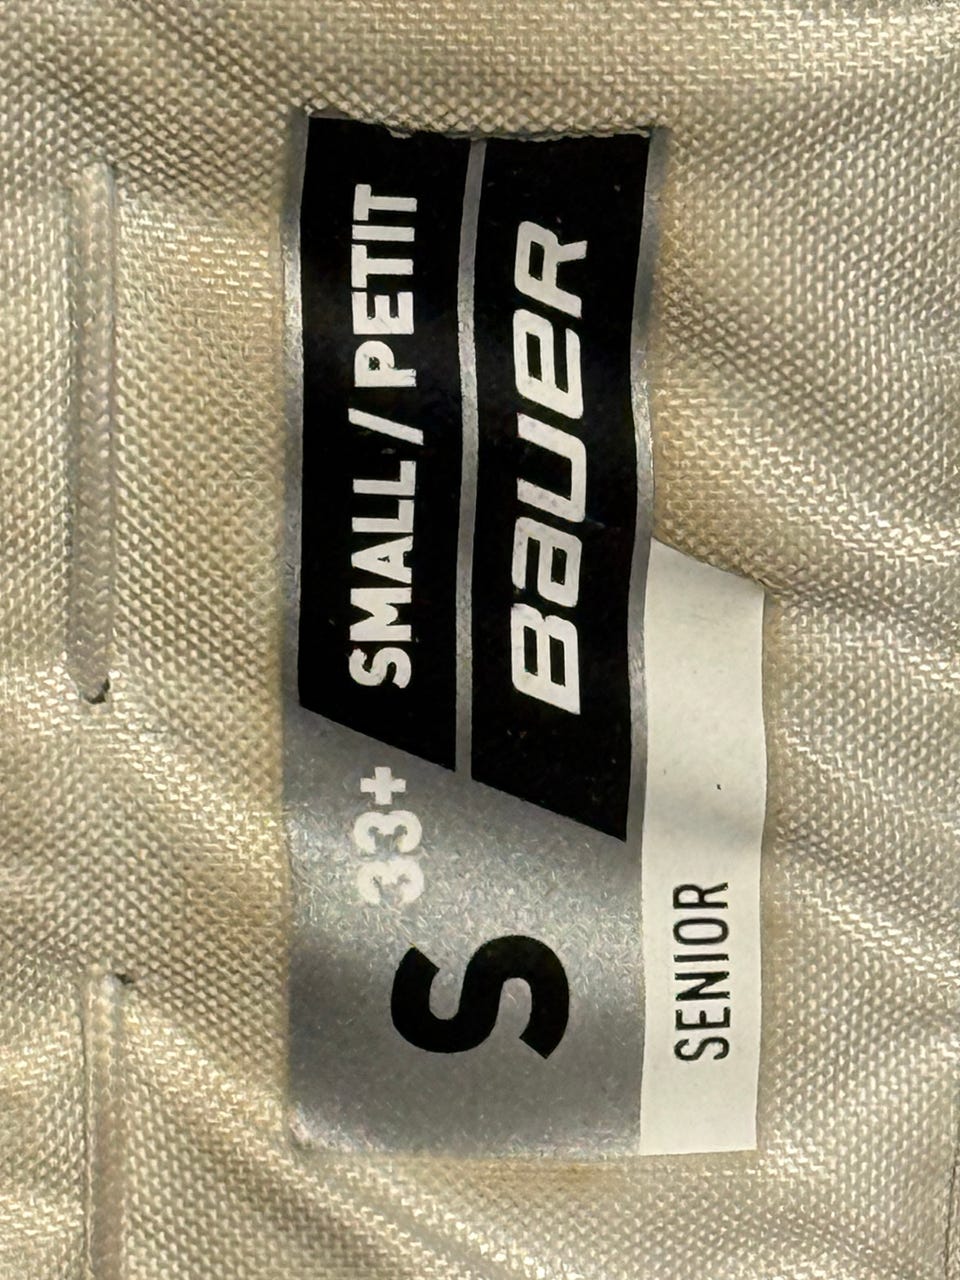 SENIOR
BAUER
SMALL/PETIT
S 33+